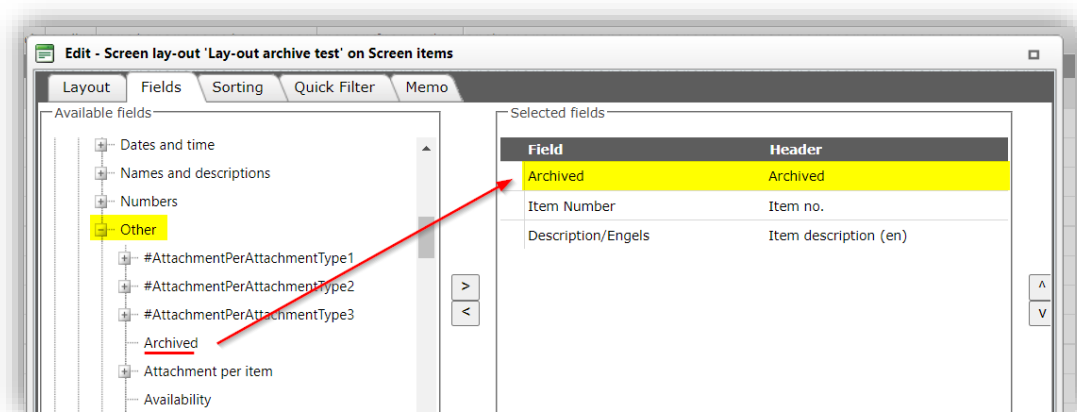 Edit - Screen lay-out 'Lay-out archive test' on Screen items
Layout Fields Sorting Quick Filter Memo
Available fields
Dates and time
Names and descriptions
Numbers
Other
#AttachmentPerAttachmentType1
#AttachmentPerAttachmentType2
#AttachmentPerAttachmentType3
Archived
Attachment per item
Availability
>
<
Selected fields
Field Header
Archived Archived
Item Number Item no.
Description/Engels Item description (en)
^
v